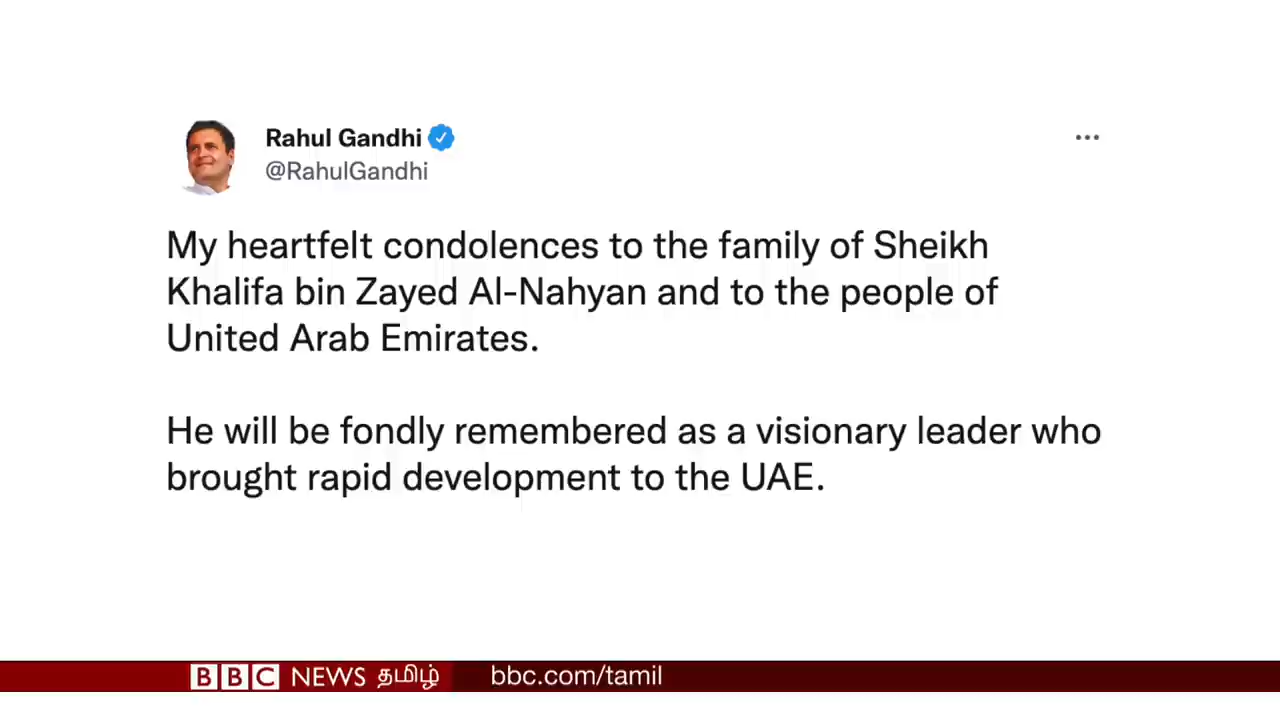 Rahul Gandhi
@RahulGandhi
My heartfelt condolences to the family of Sheikh
Khalifa bin Zayed Al-Nahyan and to the people of
United Arab Emirates.
He will be fondly remembered as a visionary leader who
brought rapid development to the UAE.
BBC NEWS தமிழ் bbc.com/tamil